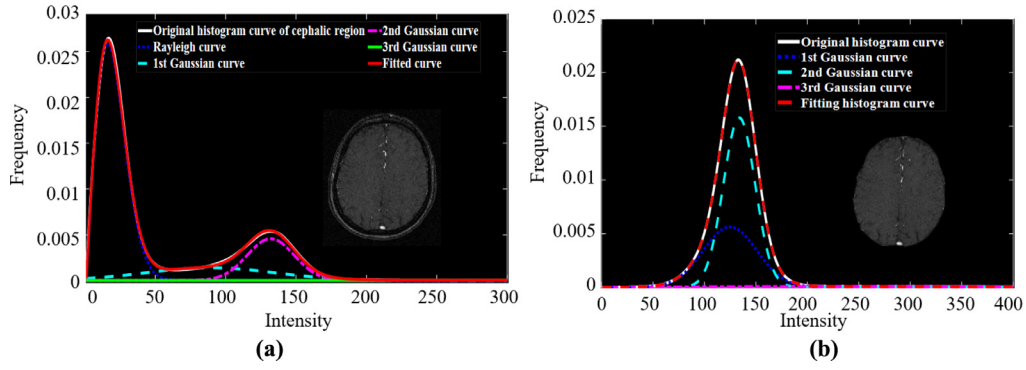 0.03
Original histogram curve of cephalic region
2nd Gaussian curve
Rayleigh curve
3rd Gaussian curve
1st Gaussian curve
Fitted curve
0.025
0.02
0.015
0.01
0.005
0
Frequency
0 50 100 150 200 250 300
Intensity
(a)
0.025
Original histogram curve
1st Gaussian curve
2nd Gaussian curve
3rd Gaussian curve
Fitting histogram curve
0.02
0.015
0.01
0.005
0
Frequency
0 50 100 150 200 250 300 350 400
Intensity
(b)